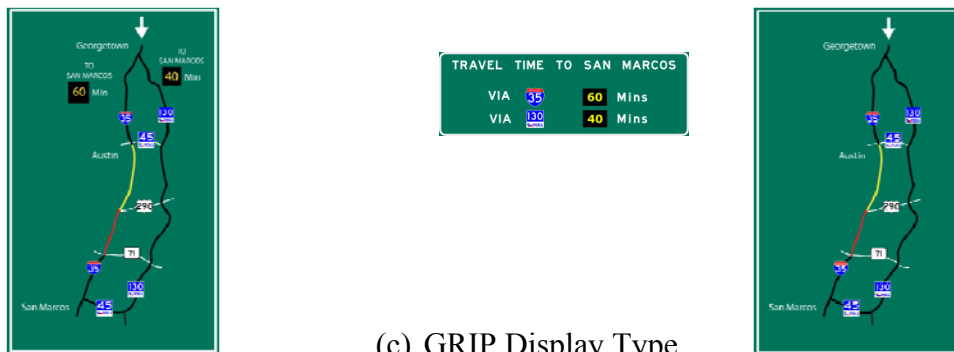 Georgetown
TO
SAN MARCOS
60 Min
TO
SAN MARCOS
40 Min
35
130
45
Austin
290
71
35
130
San Marcos
45
TRAVEL TIME TO SAN MARCOS
VIA 35 60 Mins
VIA 130 40 Mins
Georgetown
35
130
45
Austin
290
71
35
130
San Marcos
45
(c) GRIP Display Type